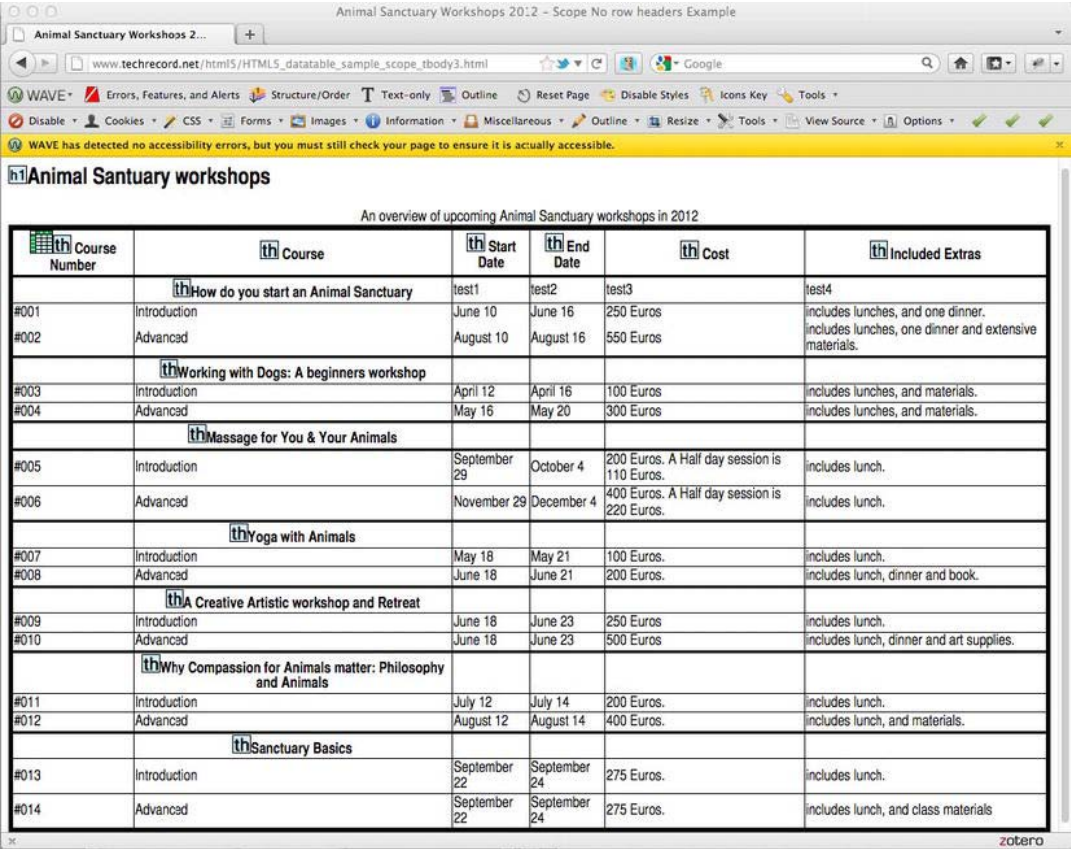 Animal Sanctuary Workshops 2012 – Scope No row headers Example
Animal Sanctuary Workshops 2... +
www.techrecord.net/html5/HTML5_datatable_sample_scope_tbody3.html Google
WAVE Errors, Features, and Alerts Structure/Order Text-only Outline Reset Page Disable Styles Icons Key Tools
Disable Cookies CSS Forms Images Information Miscellaneous Outline Resize Tools View Source Options
WAVE has detected no accessibility errors, but you must still check your page to ensure it is actually accessible.
h1 Animal Santuary workshops
An overview of upcoming Animal Sanctuary workshops in 2012
th Course Number th Course th Start Date th End Date th Cost th Included Extras
th How do you start an Animal Sanctuary test1 test2 test3 test4
#001 Introduction June 10 June 16 250 Euros includes lunches, and one dinner.
#002 Advanced August 10 August 16 550 Euros includes lunches, one dinner and extensive materials.
th Working with Dogs: A beginners workshop
#003 Introduction April 12 April 16 100 Euros includes lunches, and materials.
#004 Advanced May 16 May 20 300 Euros includes lunches, and materials.
th Massage for You & Your Animals
#005 Introduction September 29 October 4 200 Euros. A Half day session is 110 Euros. includes lunch.
#006 Advanced November 29 December 4 400 Euros. A Half day session is 220 Euros. includes lunch.
th Yoga with Animals
#007 Introduction May 18 May 21 100 Euros. includes lunch.
#008 Advanced June 18 June 21 200 Euros. includes lunch, dinner and book.
th A Creative Artistic workshop and Retreat
#009 Introduction June 18 June 23 250 Euros includes lunch.
#010 Advanced June 18 June 23 500 Euros includes lunch, dinner and art supplies.
th Why Compassion for Animals matter: Philosophy and Animals
#011 Introduction July 12 July 14 200 Euros. includes lunch.
#012 Advanced August 12 August 14 400 Euros. includes lunch, and materials.
th Sanctuary Basics
#013 Introduction September 22 September 24 275 Euros. includes lunch.
#014 Advanced September 22 September 24 275 Euros. includes lunch, and class materials
zotero